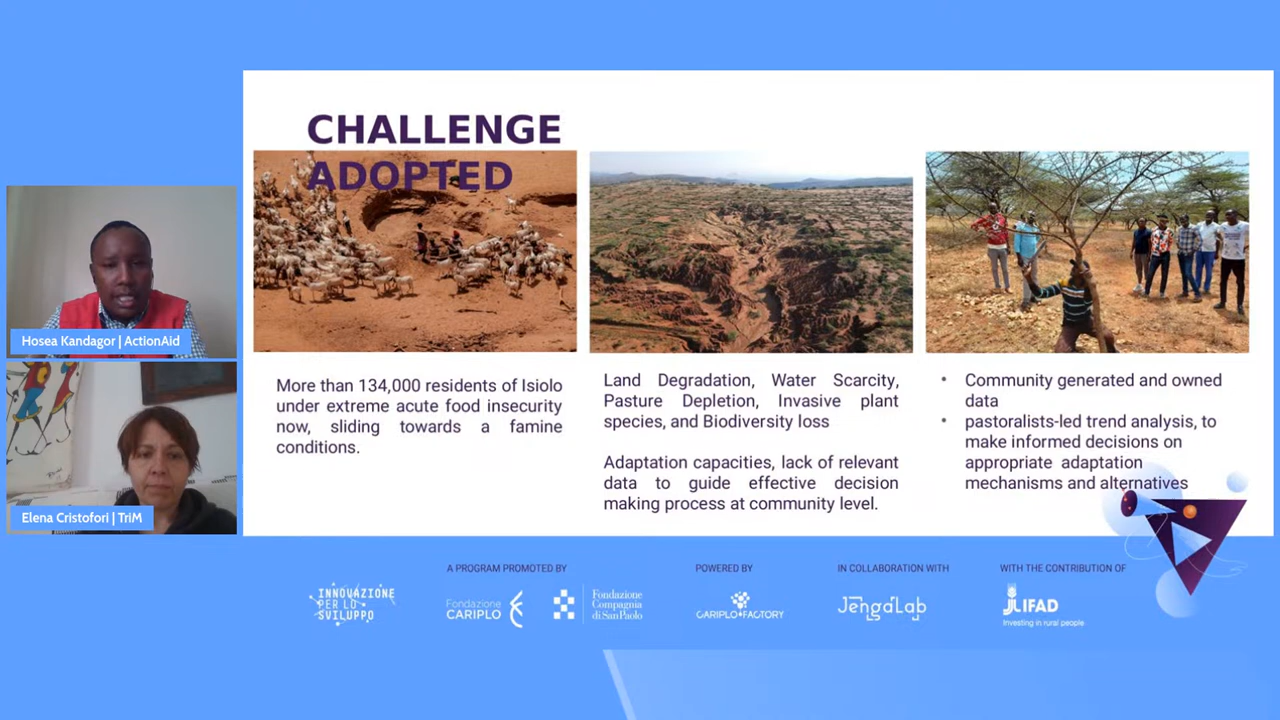 CHALLENGE
ADOPTED
Hosea Kandagor | ActionAid
Elena Cristofori | TriM
More than 134,000 residents of Isiolo
under extreme acute food insecurity
now, sliding towards a famine
conditions.
Land Degradation, Water Scarcity,
Pasture Depletion, Invasive plant
species, and Biodiversity loss
Adaptation capacities, lack of relevant
data to guide effective decision
making process at community level.
• Community generated and owned
data
• pastoralists-led trend analysis, to
make informed decisions on
appropriate adaptation
mechanisms and alternatives
A PROGRAM PROMOTED BY
POWERED BY
IN COLLABORATION WITH
WITH THE CONTRIBUTION OF
INNOVAZIONE
PER LO
SVILUPPO
Fondazione
CARIPLO
Fondazione
Compagnia
di SanPaolo
CARIPLO FACTORY
JengaLab
JLIFAD
Investing in rural people